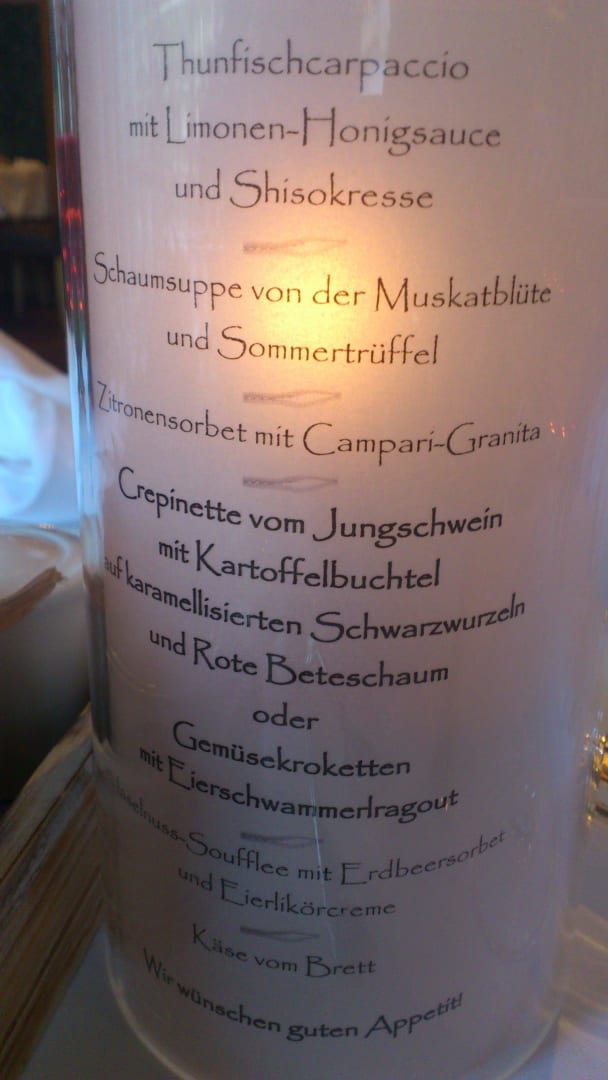 Thunfischcarpaccio
mit Limonen-Honigsauce
und Shisokresse
Schaumsuppe von der Muskatblüte
und Sommertrüffel
Zitronensorbet mit Campari-Granita
Crepinette vom Jungschwein
mit Kartoffelbuchtel
auf karamellisierten Schwarzwurzeln
und Rote Beteschaum
oder
Gemüsekroketten
mit Eierschwammerlragout
Haselnuss-Soufflee mit Erdbeersorbet
und Eierlikörcreme
Käse vom Brett
Wir wünschen guten Appetit!